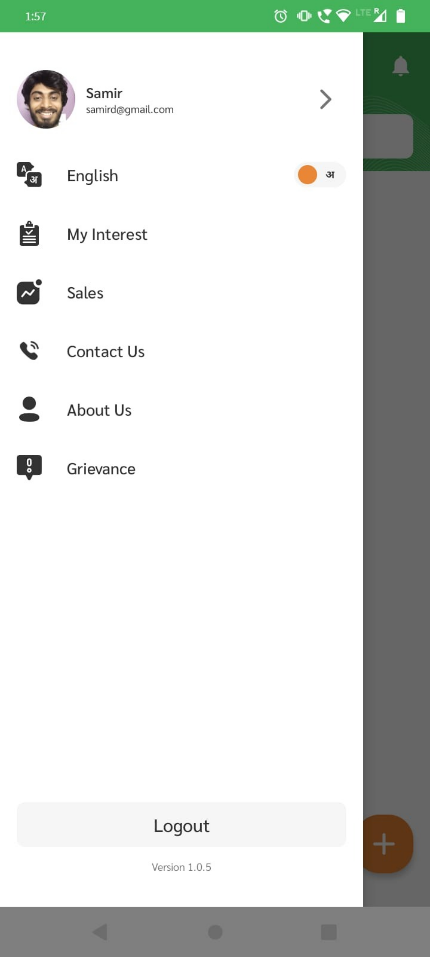 1:57
LTE R
Samir
samird@gmail.com
A अ
English
अ
My Interest
Sales
Contact Us
About Us
Grievance
Logout
Version 1.0.5